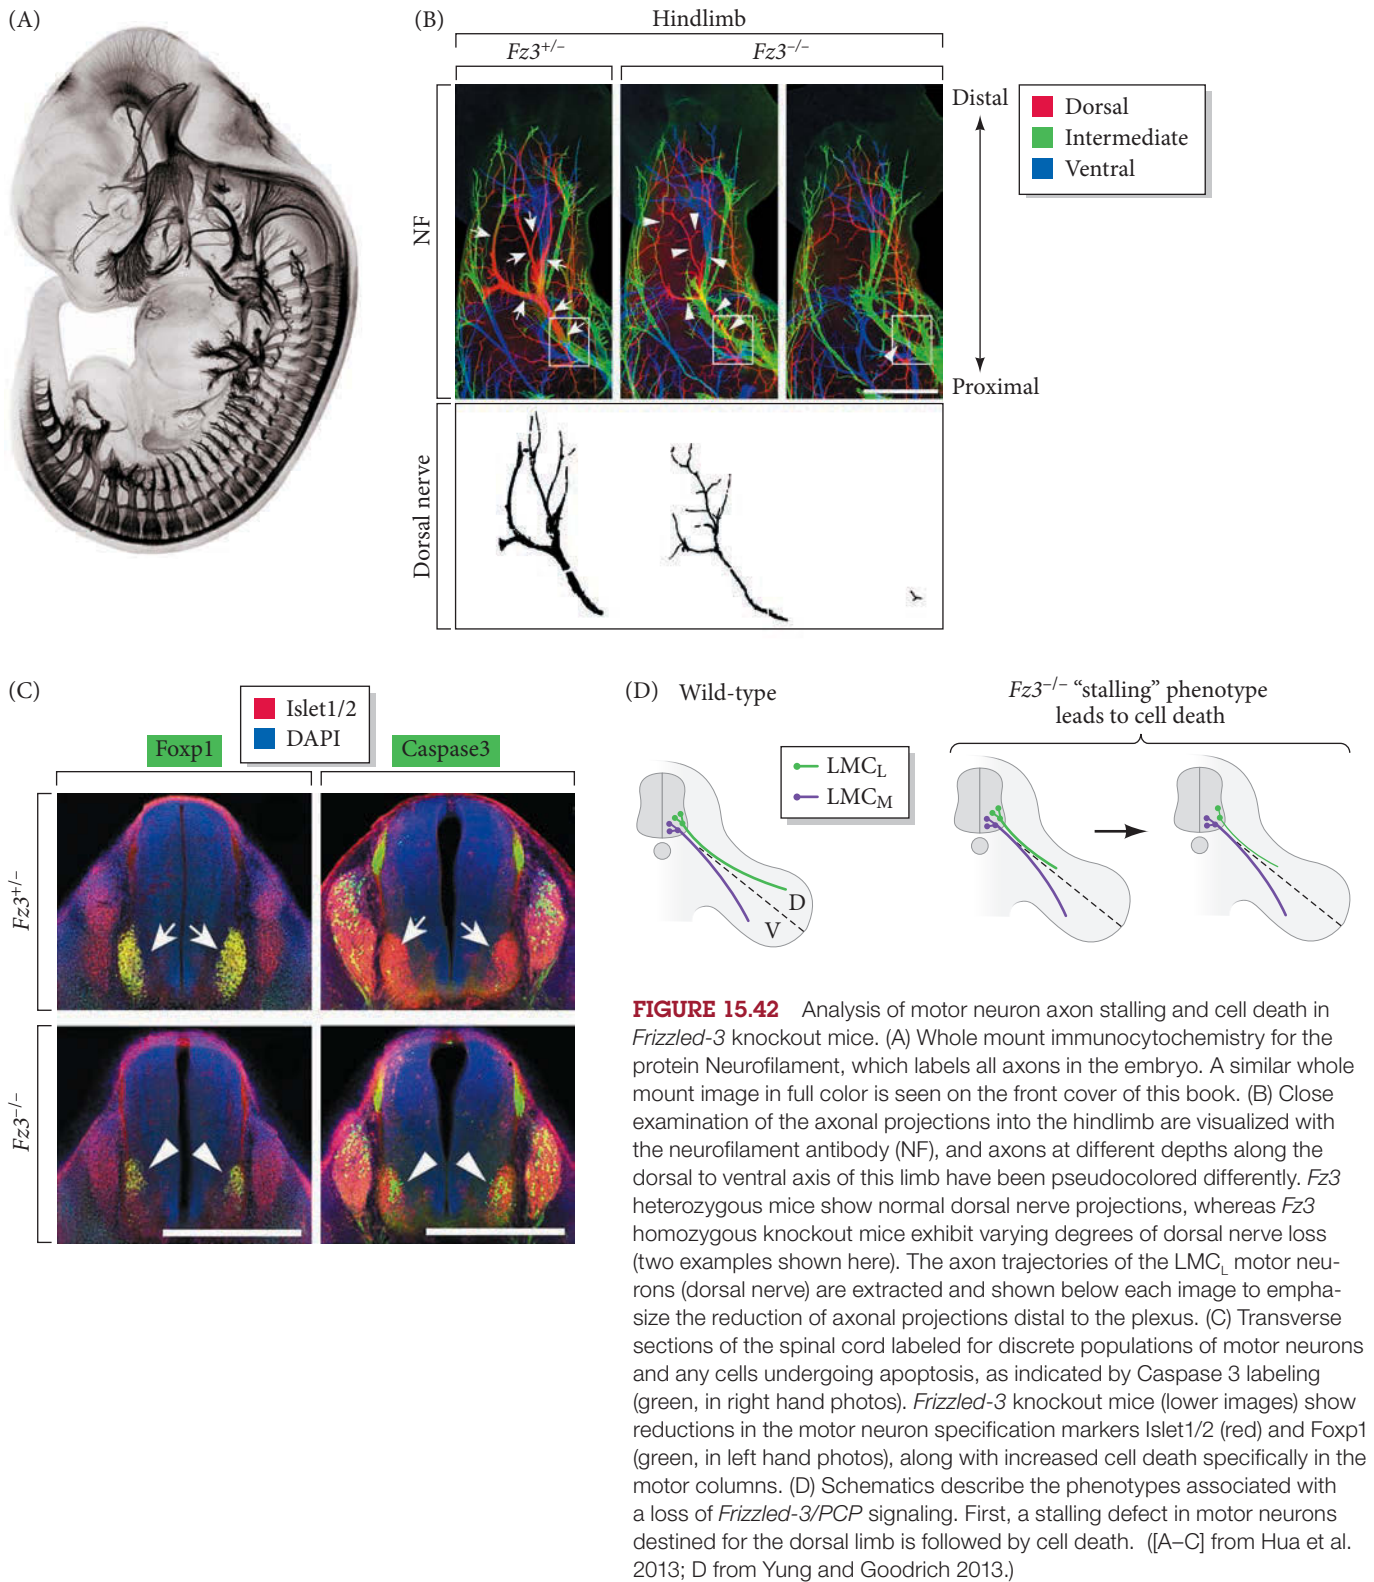 (A)
(B)
Hindlimb
Fz3+/–
Fz3–/–
NF
Dorsal nerve
Distal
Proximal
Dorsal
Intermediate
Ventral
(C)
Islet1/2
DAPI
Foxp1
Caspase3
Fz3+/–
Fz3–/–
(D)
Wild-type
LMCL
LMCM
D
V
Fz3–/– “stalling” phenotype
leads to cell death
FIGURE 15.42 Analysis of motor neuron axon stalling and cell death in
Frizzled-3 knockout mice. (A) Whole mount immunocytochemistry for the
protein Neurofilament, which labels all axons in the embryo. A similar whole
mount image in full color is seen on the front cover of this book. (B) Close
examination of the axonal projections into the hindlimb are visualized with
the neurofilament antibody (NF), and axons at different depths along the
dorsal to ventral axis of this limb have been pseudocolored differently. Fz3
heterozygous mice show normal dorsal nerve projections, whereas Fz3
homozygous knockout mice exhibit varying degrees of dorsal nerve loss
(two examples shown here). The axon trajectories of the LMCL motor neu-
rons (dorsal nerve) are extracted and shown below each image to empha-
size the reduction of axonal projections distal to the plexus. (C) Transverse
sections of the spinal cord labeled for discrete populations of motor neurons
and any cells undergoing apoptosis, as indicated by Caspase 3 labeling
(green, in right hand photos). Frizzled-3 knockout mice (lower images) show
reductions in the motor neuron specification markers Islet1/2 (red) and Foxp1
(green, in left hand photos), along with increased cell death specifically in the
motor columns. (D) Schematics describe the phenotypes associated with
a loss of Frizzled-3/PCP signaling. First, a stalling defect in motor neurons
destined for the dorsal limb is followed by cell death. ([A–C] from Hua et al.
2013; D from Yung and Goodrich 2013.)